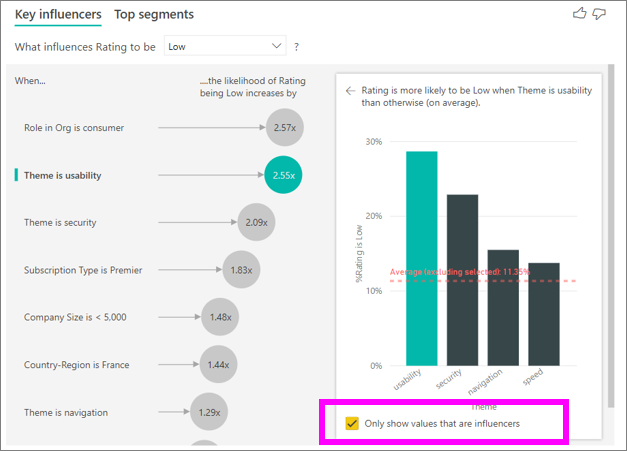 Key influencers Top segments
What influences Rating to be Low ?
When...
....the likelihood of Rating
being Low increases by
Role in Org is consumer 2.57x
Theme is usability 2.55x
Theme is security 2.09x
Subscription Type is Premier 1.83x
Company Size is < 5,000 1.48x
Country-Region is France 1.44x
Theme is navigation 1.29x
Rating is more likely to be Low when Theme is usability
than otherwise (on average).
%Rating is Low
30%
20%
10%
0%
Average (excluding selected): 11.35%
usability
security
navigation
speed
Theme
Only show values that are influencers